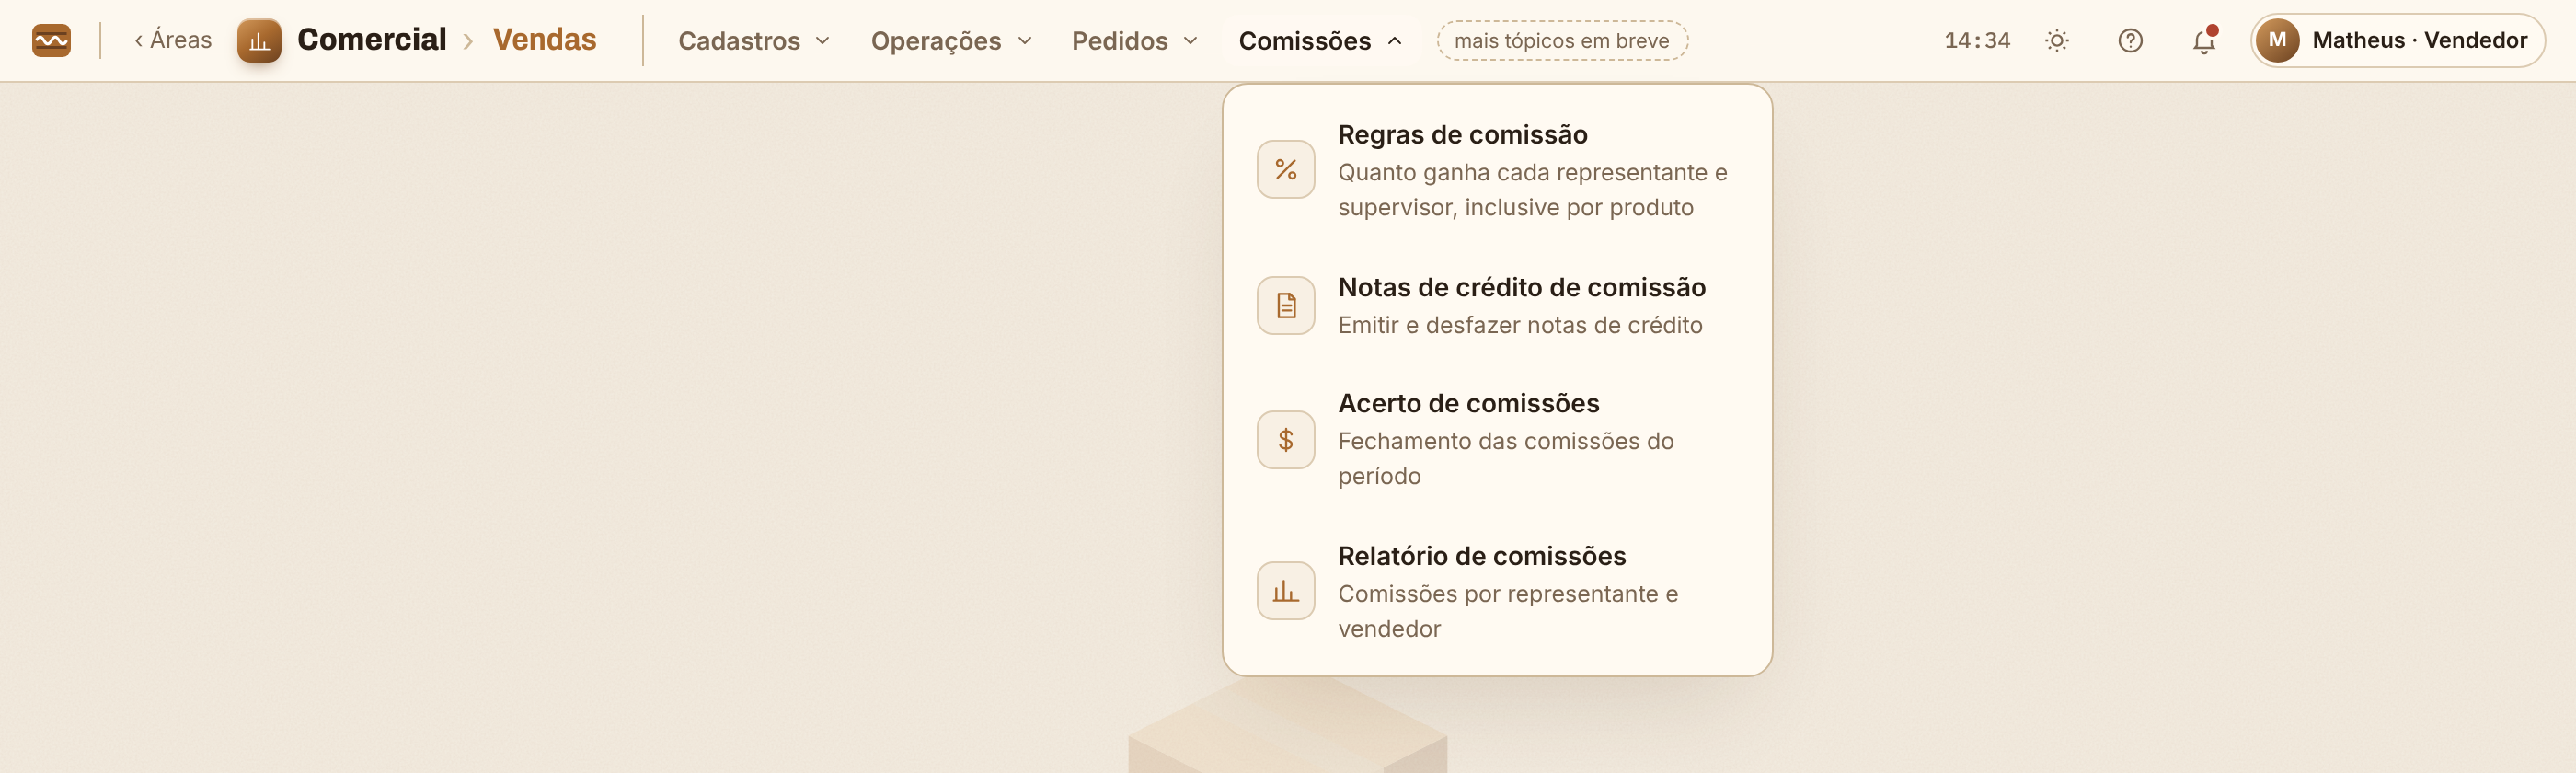 ‹ Áreas
Comercial › Vendas
Cadastros
Operações
Pedidos
Comissões
mais tópicos em breve
14:34
M
Matheus · Vendedor
Regras de comissão
Quanto ganha cada representante e
supervisor, inclusive por produto
Notas de crédito de comissão
Emitir e desfazer notas de crédito
Acerto de comissões
Fechamento das comissões do
período
Relatório de comissões
Comissões por representante e
vendedor